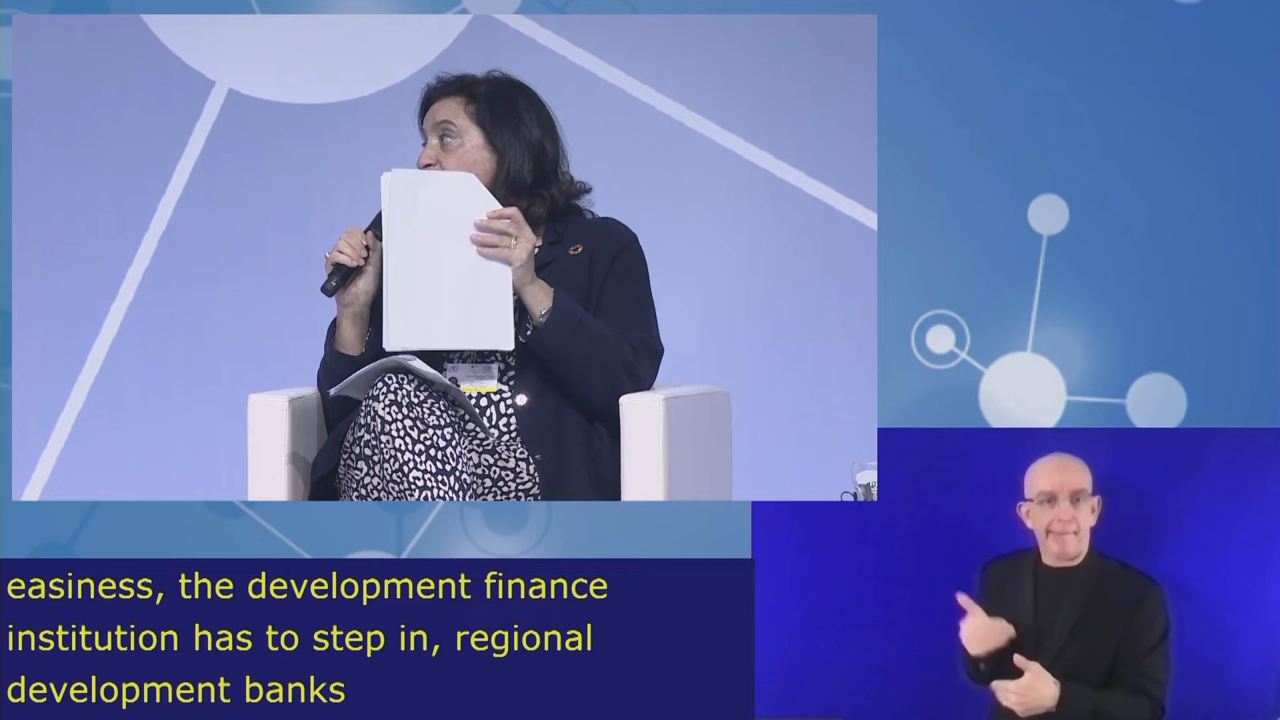 easiness, the development finance
institution has to step in, regional
development banks